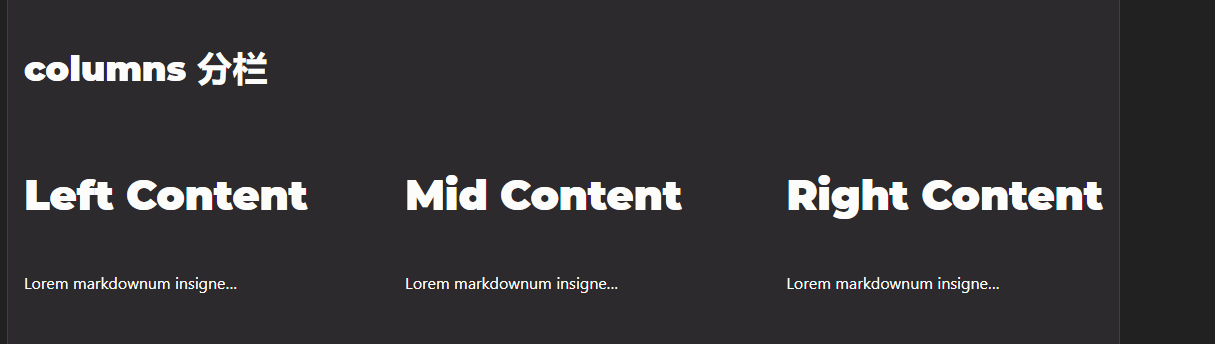 columns 分栏
Left Content
Mid Content
Right Content
Lorem markdownum insigne...
Lorem markdownum insigne...
Lorem markdownum insigne...